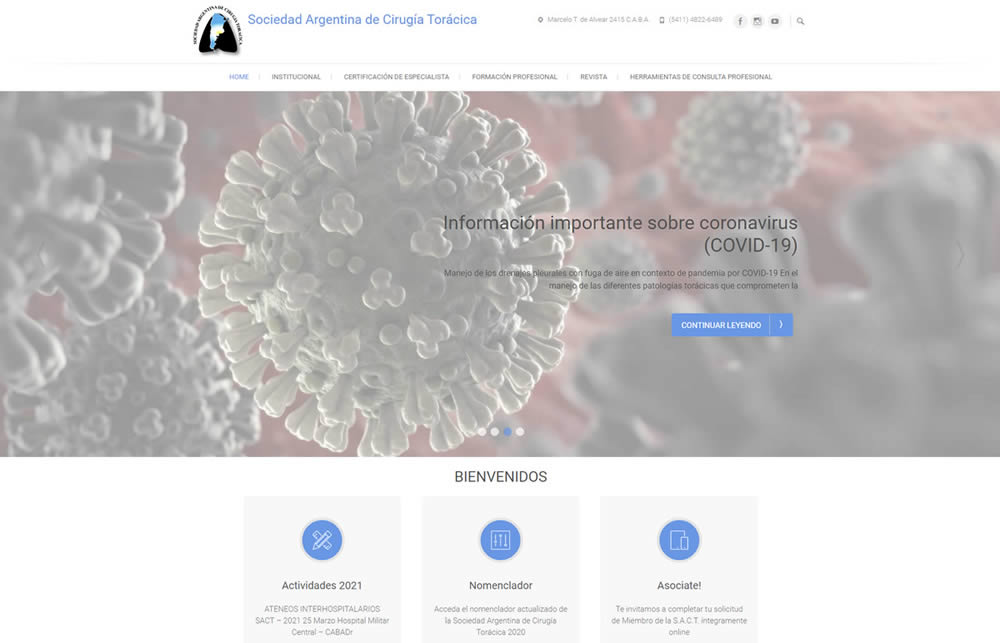 SOCIEDAD ARGENTINA DE CIRUGÍA TORÁCICA
Sociedad Argentina de Cirugía Torácica
Marcelo T. de Alvear 2415 C.A.B.A
(5411) 4822-6489
HOME
INSTITUCIONAL
CERTIFICACIÓN DE ESPECIALISTA
FORMACIÓN PROFESIONAL
REVISTA
HERRAMIENTAS DE CONSULTA PROFESIONAL
Información importante sobre coronavirus
(COVID-19)
Manejo de los drenajes pleurales con fuga de aire en contexto de pandemia por COVID-19 En el
manejo de las diferentes patologías torácicas que comprometen la
CONTINUAR LEYENDO
BIENVENIDOS
Actividades 2021
ATENEOS INTERHOSPITALARIOS
SACT – 2021 25 Marzo Hospital Militar
Central – CABADr
Nomenclador
Acceda el nomenclador actualizado de
la Sociedad Argentina de Cirugía
Torácica 2020
Asociate!
Te invitamos a completar tu solicitud
de Miembro de la S.A.C.T. integramente
online